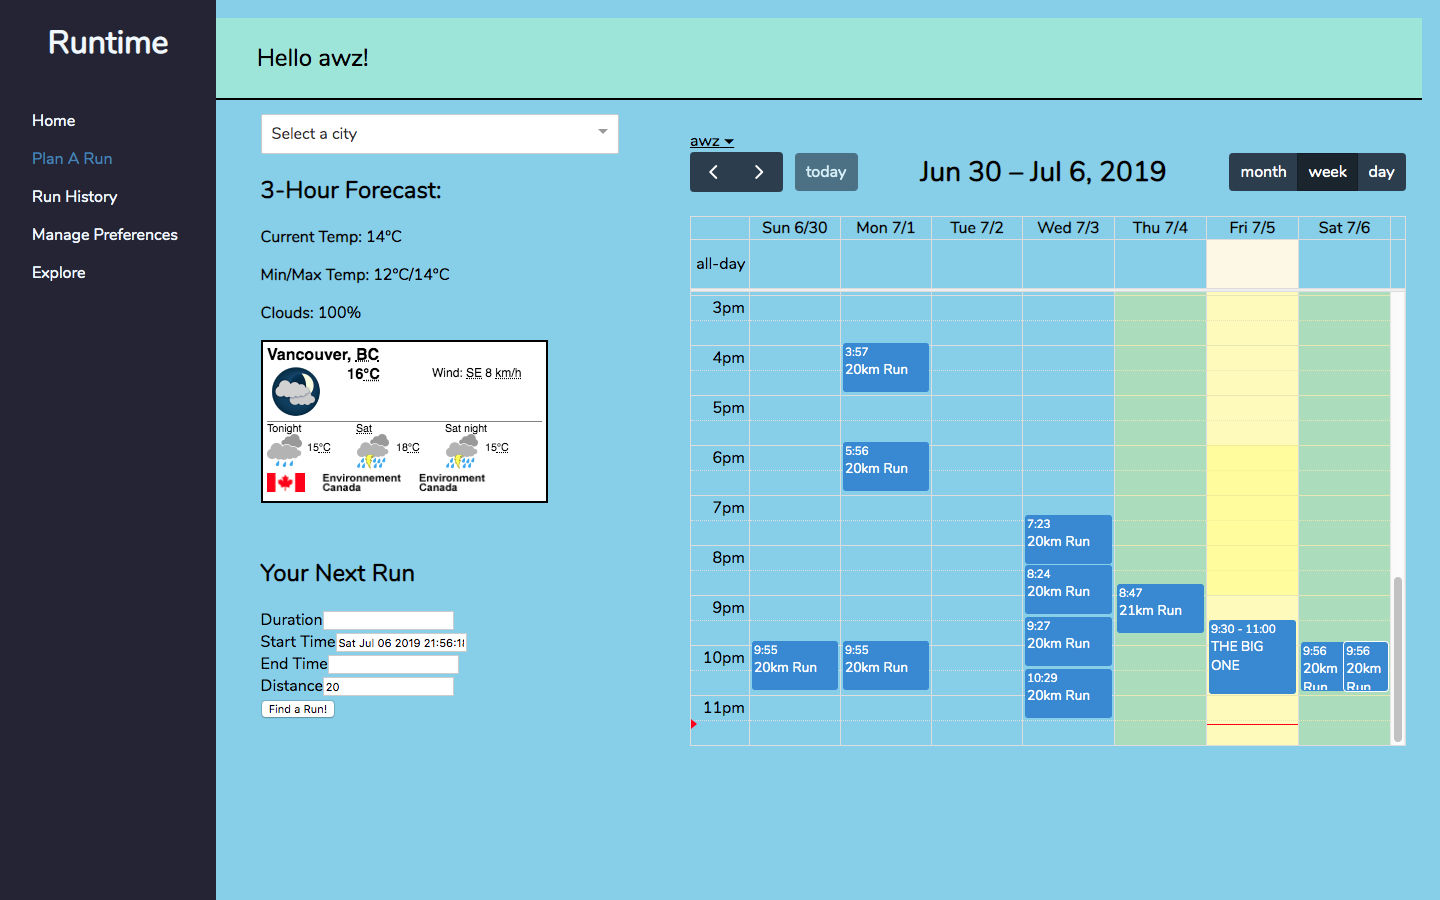 Runtime
Home
Plan A Run
Run History
Manage Preferences
Explore
Hello awz!
Select a city
3-Hour Forecast:
Current Temp: 14°C
Min/Max Temp: 12°C/14°C
Clouds: 100%
Vancouver, BC
16°C
Wind: SE 8 km/h
Tonight
15°C
Sat
18°C
Sat night
15°C
Environnement Canada
Environment Canada
Your Next Run
Duration
Start Time Sat Jul 06 2019 21:56:1
End Time
Distance 20
Find a Run!
awz
today
Jun 30 – Jul 6, 2019
month week day
Sun 6/30 Mon 7/1 Tue 7/2 Wed 7/3 Thu 7/4 Fri 7/5 Sat 7/6
all-day
3pm
4pm
5pm
6pm
7pm
8pm
9pm
10pm
11pm
9:55
20km Run
3:57
20km Run
5:56
20km Run
9:55
20km Run
7:23
20km Run
8:24
20km Run
9:27
20km Run
10:29
20km Run
8:47
21km Run
9:30 - 11:00
THE BIG
ONE
9:56
20km
Run
9:56
20km
Run